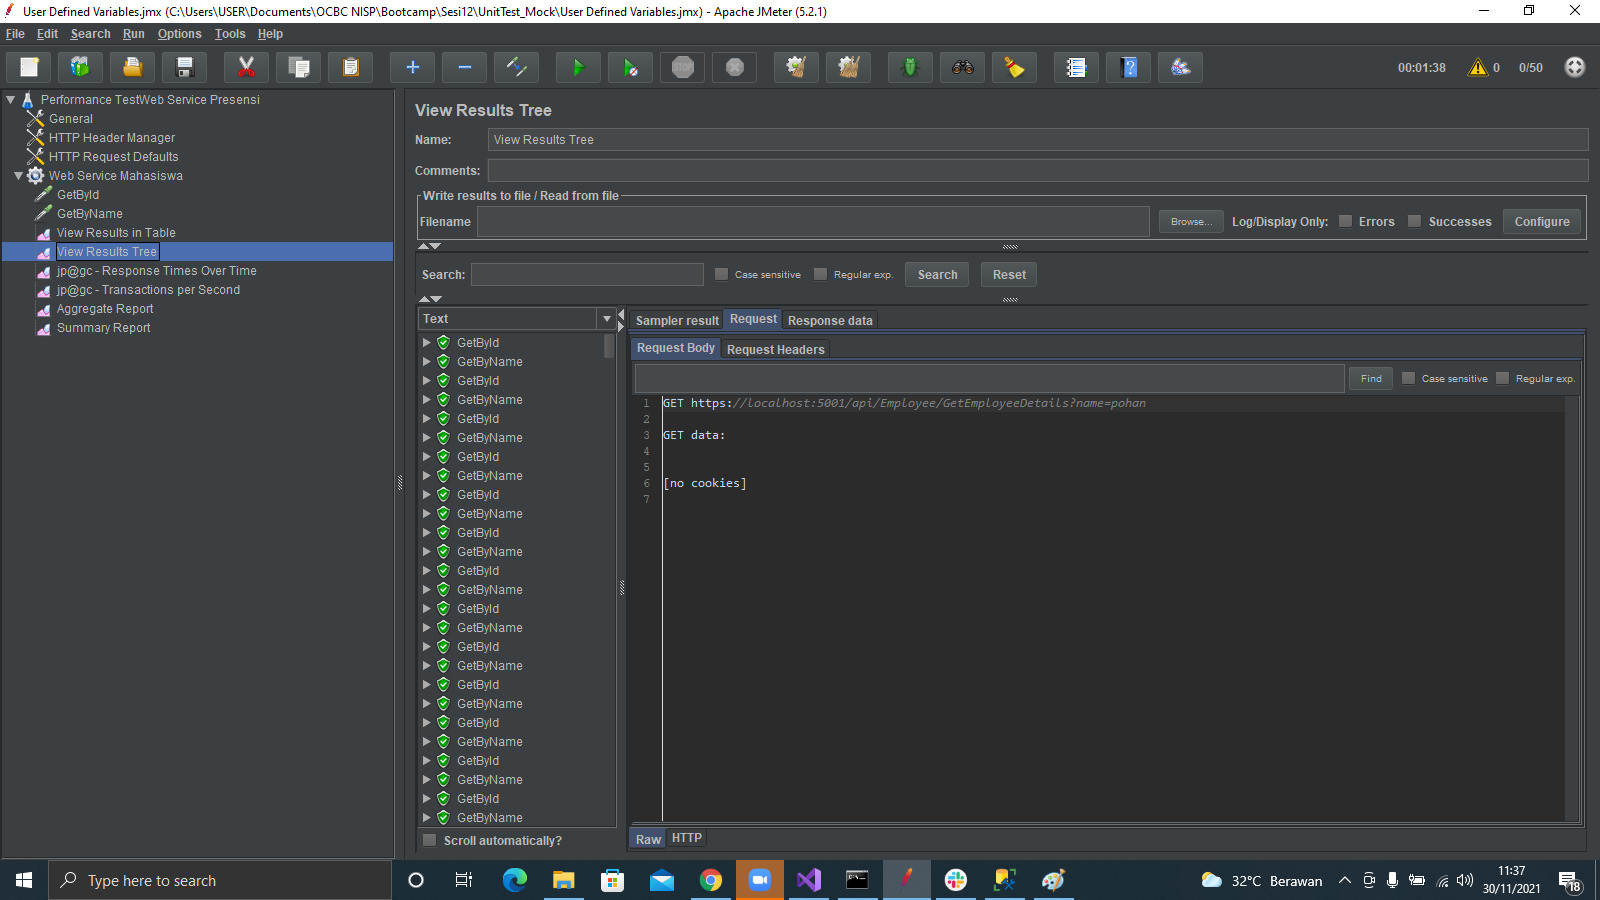 User Defined Variables.jmx (C:\Users\USER\Documents\OCBC NISP\Bootcamp\Sesi12\UnitTest_Mock\User Defined Variables.jmx) - Apache JMeter (5.2.1)
File Edit Search Run Options Tools Help
STOP
00:01:38 0 0/50
Performance TestWeb Service Presensi
General
HTTP Header Manager
HTTP Request Defaults
Web Service Mahasiswa
GetById
GetByName
View Results in Table
View Results Tree
jp@gc - Response Times Over Time
jp@gc - Transactions per Second
Aggregate Report
Summary Report
View Results Tree
Name: View Results Tree
Comments:
Write results to file / Read from file
Filename Browse... Log/Display Only: Errors Successes Configure
Search: Case sensitive Regular exp. Search Reset
Text
GetById
GetByName
GetById
GetByName
GetById
GetByName
GetById
GetByName
GetById
GetByName
GetById
GetByName
GetById
GetByName
GetById
GetByName
GetById
GetByName
GetById
GetByName
GetById
GetByName
GetById
GetByName
GetById
GetByName
Scroll automatically?
Sampler result Request Response data
Request Body Request Headers
Find Case sensitive Regular exp.
1 GET https://localhost:5001/api/Employee/GetEmployeeDetails?name=pohan
2
3 GET data:
4
5
6 [no cookies]
7
Raw HTTP
Type here to search
32°C Berawan
11:37
30/11/2021
18